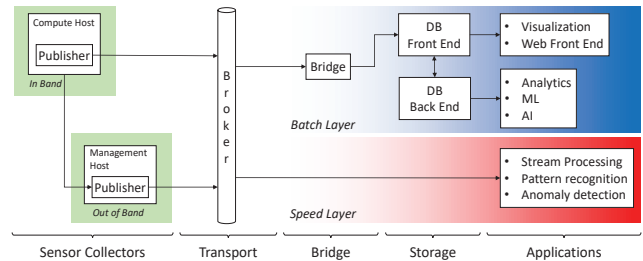 Compute Host
Publisher
In Band
Management
Host
Publisher
Out of Band
Broker
Bridge
DB
Front End
DB
Back End
• Visualization
• Web Front End
• Analytics
• ML
• AI
Batch Layer
• Stream Processing
• Pattern recognition
• Anomaly detection
Speed Layer
Sensor Collectors
Transport
Bridge
Storage
Applications